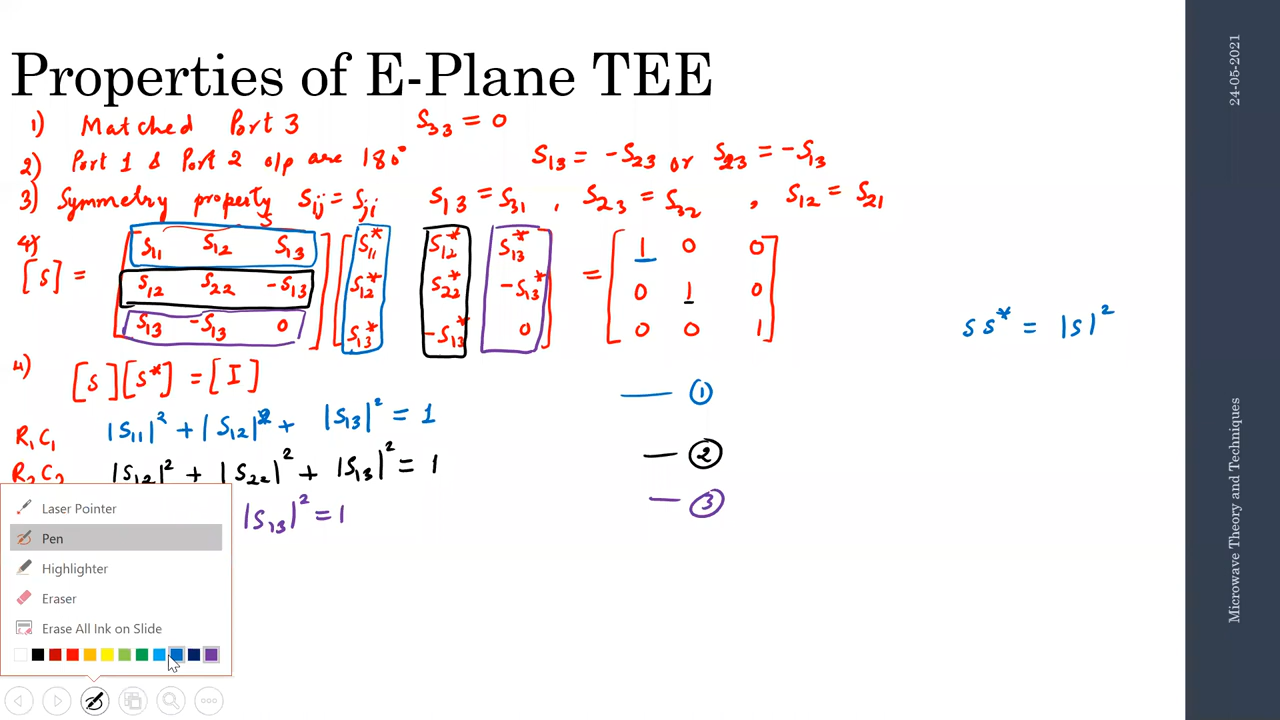 Properties of E-Plane TEE
1) Matched Port 3 S33 = 0
2) Port 1 & Port 2 o/p are 180° S13 = -S23 or S23 = -S13
3) Symmetry property Sij = Sji S13 = S31 , S23 = S32 , S12 = S21
4)
[S] = [S11 S12 S13] [S11* S12* S13*] = [1 0 0]
[S12 S22 -S13] [S12* S22* -S13*] [0 1 0]
[S13 -S13 0] [S13* -S13* 0] [0 0 1]
SS* = |S|²
4) [S][S*] = [I]
R1C1 |S11|² + |S12|² + |S13|² = 1 — ①
R2C2 |S12|² + |S22|² + |S13|² = 1 — ②
|S13|² = 1 — ③
Laser Pointer
Pen
Highlighter
Eraser
Erase All Ink on Slide
24-05-2021
Microwave Theory and Techniques